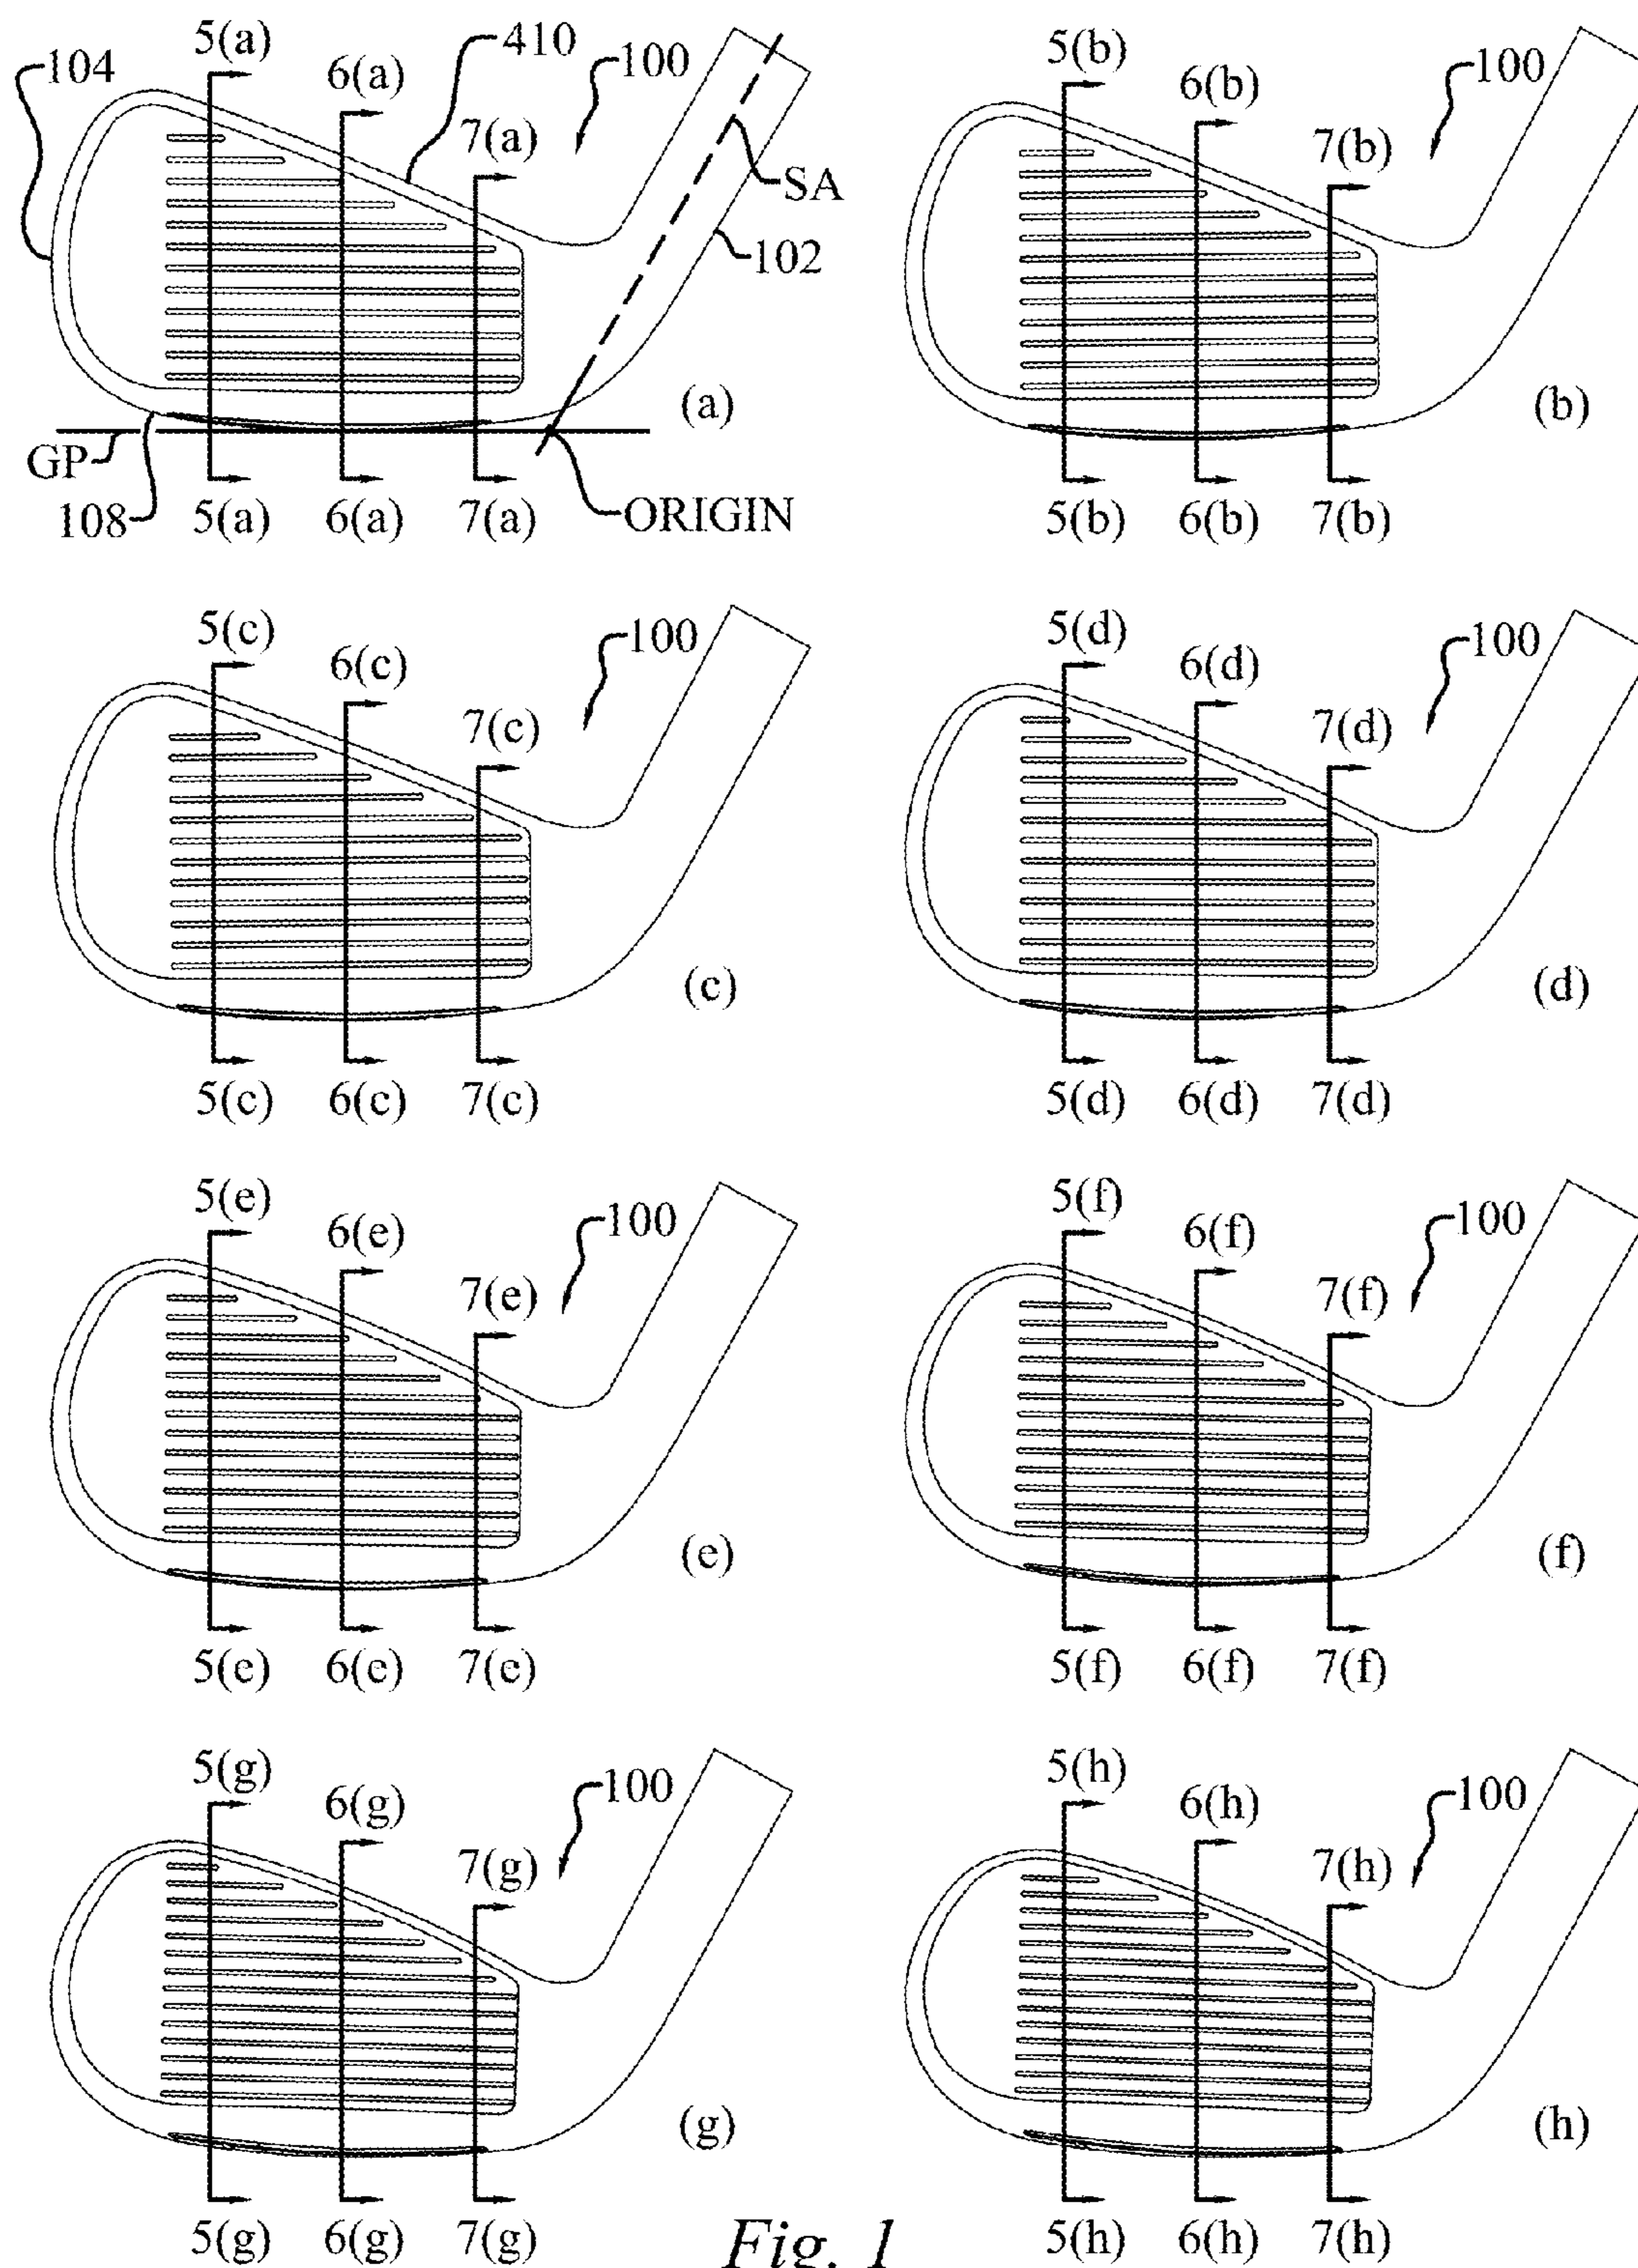 5(a)
6(a)
7(a)
104
410
100
SA
102
(a)
GP
108
5(a)
6(a)
7(a)
ORIGIN
5(b)
6(b)
7(b)
100
(b)
5(b)
6(b)
7(b)
5(c)
6(c)
7(c)
100
(c)
5(c)
6(c)
7(c)
5(d)
6(d)
7(d)
100
(d)
5(d)
6(d)
7(d)
5(e)
6(e)
7(e)
100
(e)
5(e)
6(e)
7(e)
5(f)
6(f)
7(f)
100
(f)
5(f)
6(f)
7(f)
5(g)
6(g)
7(g)
100
(g)
5(g)
6(g)
7(g)
5(h)
6(h)
7(h)
100
(h)
5(h)
6(h)
7(h)
Fig. 1